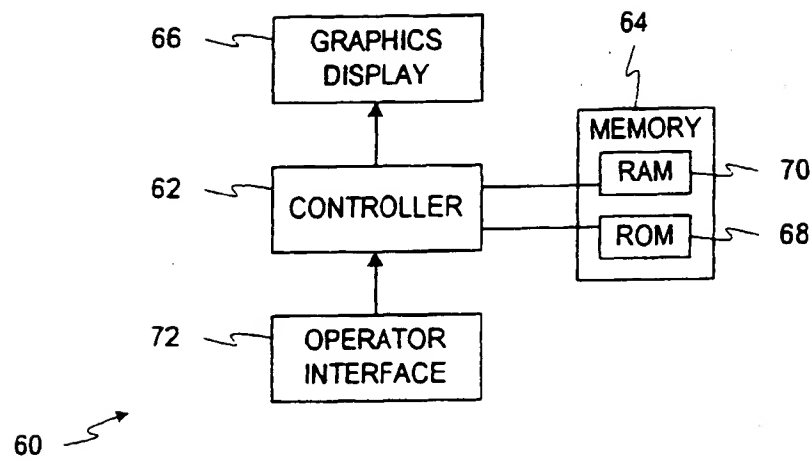 66
GRAPHICS
DISPLAY
64
MEMORY
RAM
70
62
CONTROLLER
ROM
68
72
OPERATOR
INTERFACE
60